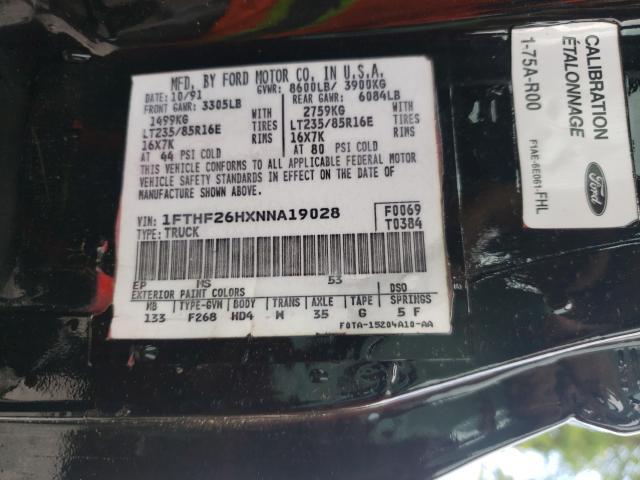 MFD. BY FORD MOTOR CO. IN U.S.A.
DATE: 10/91 GVWR: 8600LB/ 3900KG
FRONT GAWR: 3305LB REAR GAWR: 6084LB
1499KG WITH 2759KG WITH
LT235/85R16E TIRES LT235/85R16E TIRES
16X7K RIMS 16X7K RIMS
AT 44 PSI COLD AT 80 PSI COLD
THIS VEHICLE CONFORMS TO ALL APPLICABLE FEDERAL MOTOR
VEHICLE SAFETY STANDARDS IN EFFECT ON THE DATE OF
MANUFACTURE SHOWN ABOVE.
VIN: 1FTHF26HXNNA19028 F0069
TYPE: TRUCK T0384
EP MS 53
EXTERIOR PAINT COLORS DSO
WB TYPE-GVW BODY TRANS AXLE TAPE SPRINGS
133 F268 HD4 M 35 G 5 F
F0TA-15204A10-AA
CALIBRATION
ÉTALONNAGE
1-75A-R00
F1AE-6E061-FHL
Ford